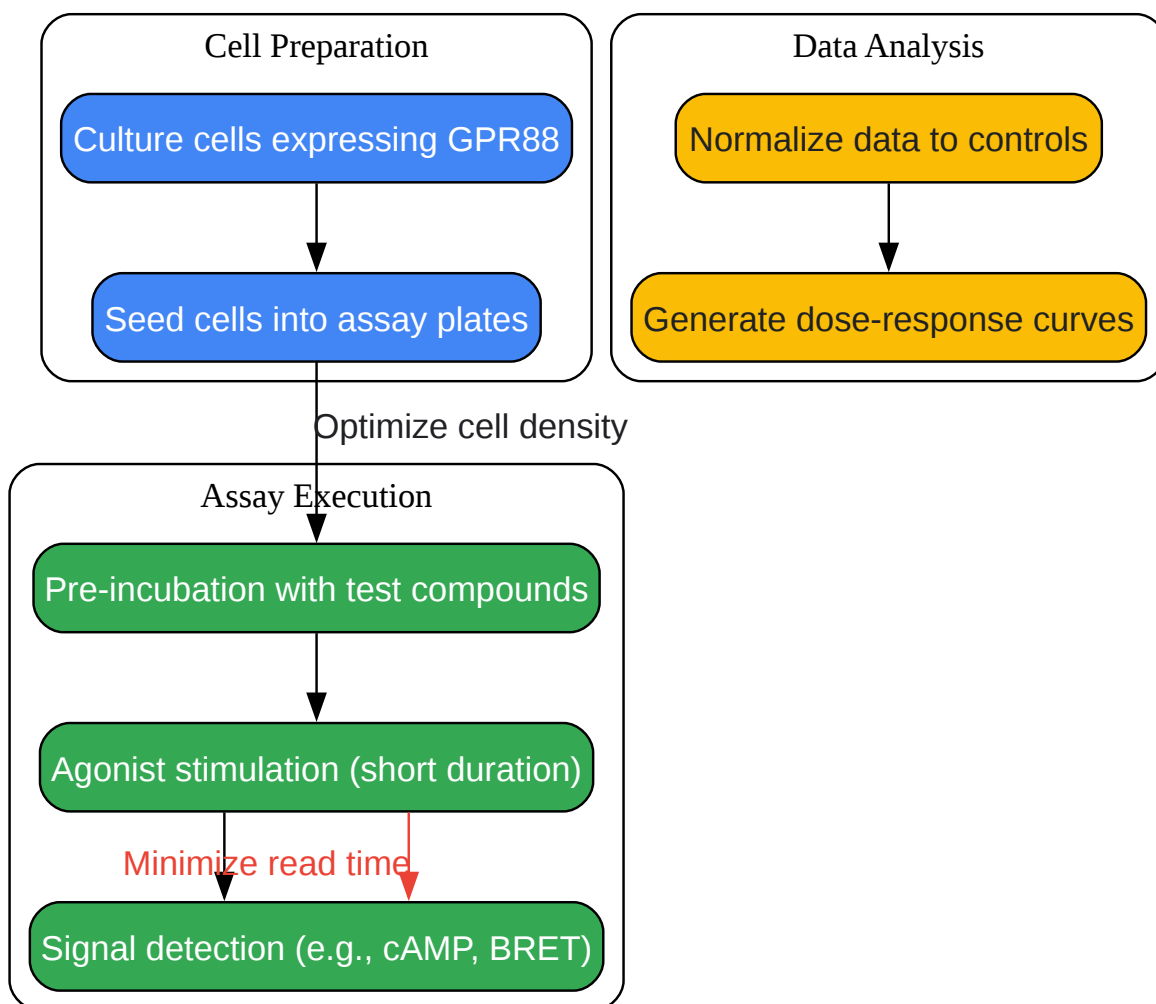 Cell Preparation
Culture cells expressing GPR88
Seed cells into assay plates
Optimize cell density
Assay Execution
Pre-incubation with test compounds
Agonist stimulation (short duration)
Minimize read time
Signal detection (e.g., cAMP, BRET)
Data Analysis
Normalize data to controls
Generate dose-response curves